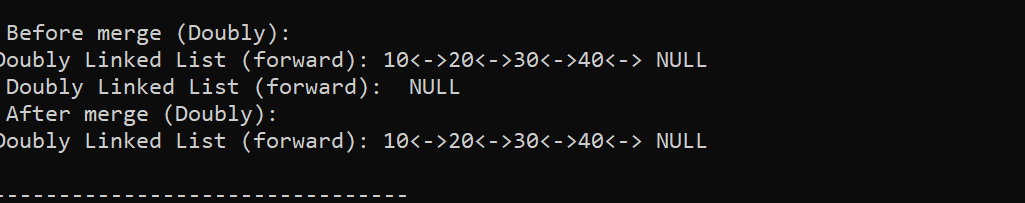 Before merge (Doubly):
Doubly Linked List (forward): 10<->20<->30<->40<-> NULL
Doubly Linked List (forward):  NULL
After merge (Doubly):
Doubly Linked List (forward): 10<->20<->30<->40<-> NULL
--------------------------------